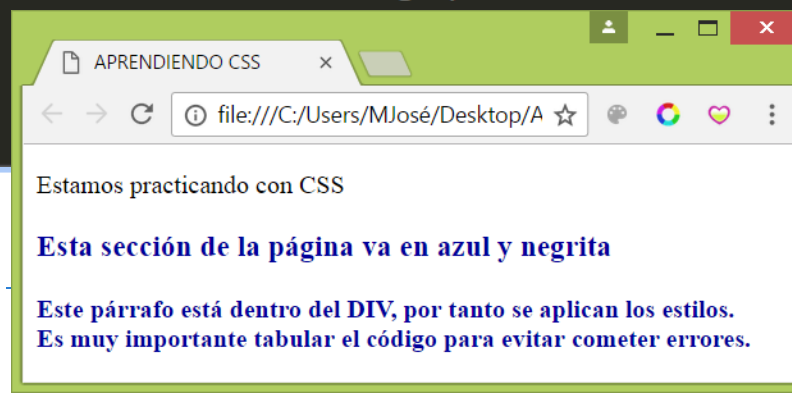 APRENDIENDO CSS
file:///C:/Users/MJosé/Desktop/A
Estamos practicando con CSS
Esta sección de la página va en azul y negrita
Este párrafo está dentro del DIV, por tanto se aplican los estilos.
Es muy importante tabular el código para evitar cometer errores.